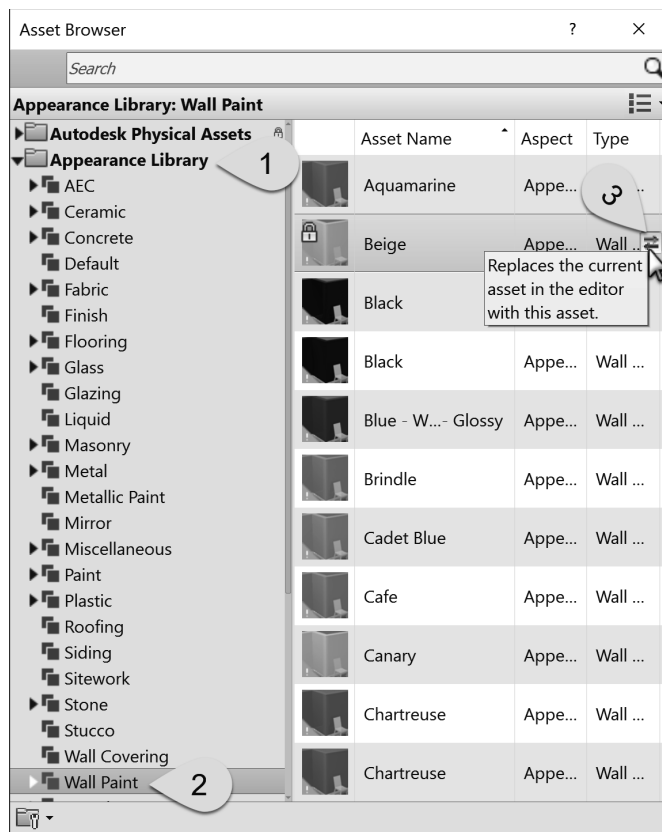 Asset Browser ? ×
Search
Appearance Library: Wall Paint
Autodesk Physical Assets
Appearance Library
AEC
Ceramic
Concrete
Default
Fabric
Finish
Flooring
Glass
Glazing
Liquid
Masonry
Metal
Metallic Paint
Mirror
Miscellaneous
Paint
Plastic
Roofing
Siding
Sitework
Stone
Stucco
Wall Covering
Wall Paint
1
2
Asset Name Aspect Type
Aquamarine Appe... ...
3
Beige Appe... Wall ...
Replaces the current
asset in the editor
with this asset.
Black
Black Appe... Wall ...
Blue - W...- Glossy Appe... Wall ...
Brindle Appe... Wall ...
Cadet Blue Appe... Wall ...
Cafe Appe... Wall ...
Canary Appe... Wall ...
Chartreuse Appe... Wall ...
Chartreuse Appe... Wall ...